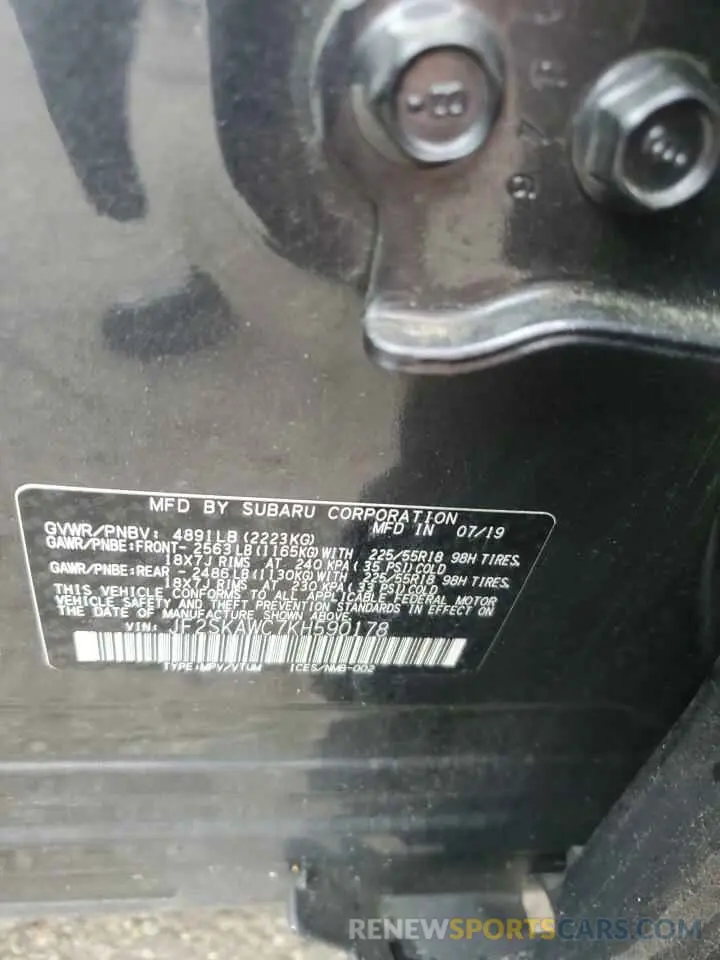 MFD BY SUBARU CORPORATION
GVWR/PNBV: 4891LB(2223KG) MFD IN 07/19
GAWR/PNBE:FRONT- 2563LB(1165KG)WITH 225/55R18 98H TIRES,
18X7J RIMS AT 240KPA(35 PSI)COLD
GAWR/PNBE:REAR - 2486LB(1130KG)WITH 225/55R18 98H TIRES,
18X7J RIMS AT 230KPA(33 PSI)COLD
THIS VEHICLE CONFORMS TO ALL APPLICABLE FEDERAL MOTOR
VEHICLE SAFETY AND THEFT PREVENTION STANDARDS IN EFFECT ON
THE DATE OF MANUFACTURE SHOWN ABOVE.
VIN: JF2SKAWC7KH590178
TYPE:MPV/VTUM ICES/NMB-002
RENEWSPORTSCARS.COM